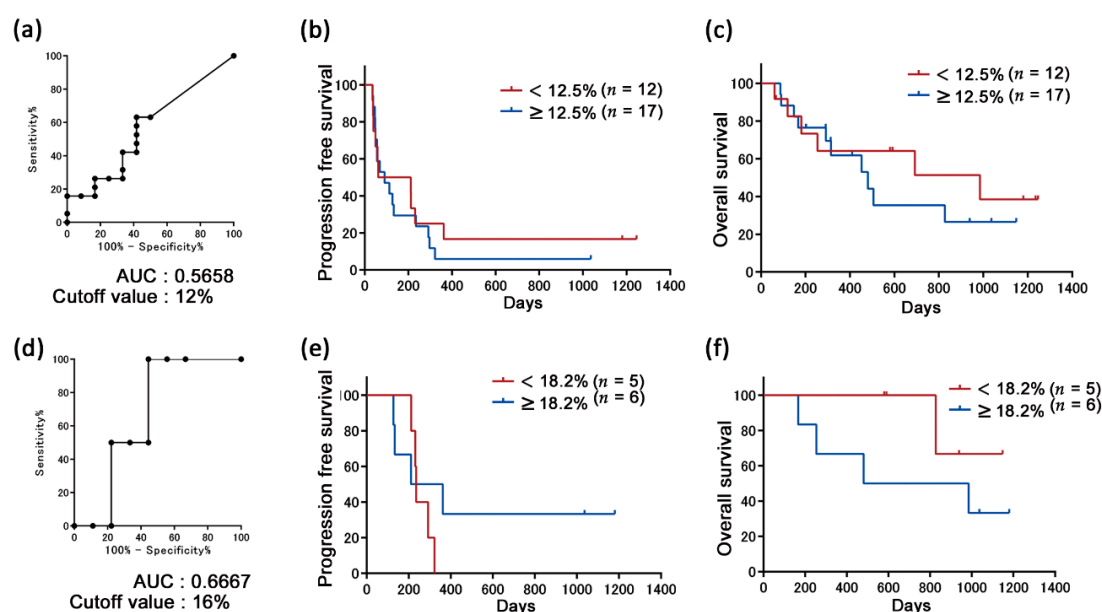 (a)
100
80
60
40
20
0
Sensitivity%
0 20 40 60 80 100
100% - Specificity%
AUC : 0.5658
Cutoff value : 12%
(b)
< 12.5% (n = 12)
≥ 12.5% (n = 17)
100
80
60
40
20
0
Progression free survival
0 200 400 600 800 1000 1200 1400
Days
(c)
< 12.5% (n = 12)
≥ 12.5% (n = 17)
100
80
60
40
20
0
Overall survival
0 200 400 600 800 1000 1200 1400
Days
(d)
100
80
60
40
20
0
Sensitivity%
0 20 40 60 80 100
100% - Specificity%
AUC : 0.6667
Cutoff value : 16%
(e)
< 18.2% (n = 5)
≥ 18.2% (n = 6)
100
80
60
40
20
0
Progression free survival
0 200 400 600 800 1000 1200 1400
Days
(f)
< 18.2% (n = 5)
≥ 18.2% (n = 6)
100
80
60
40
20
0
Overall survival
0 200 400 600 800 1000 1200 1400
Days